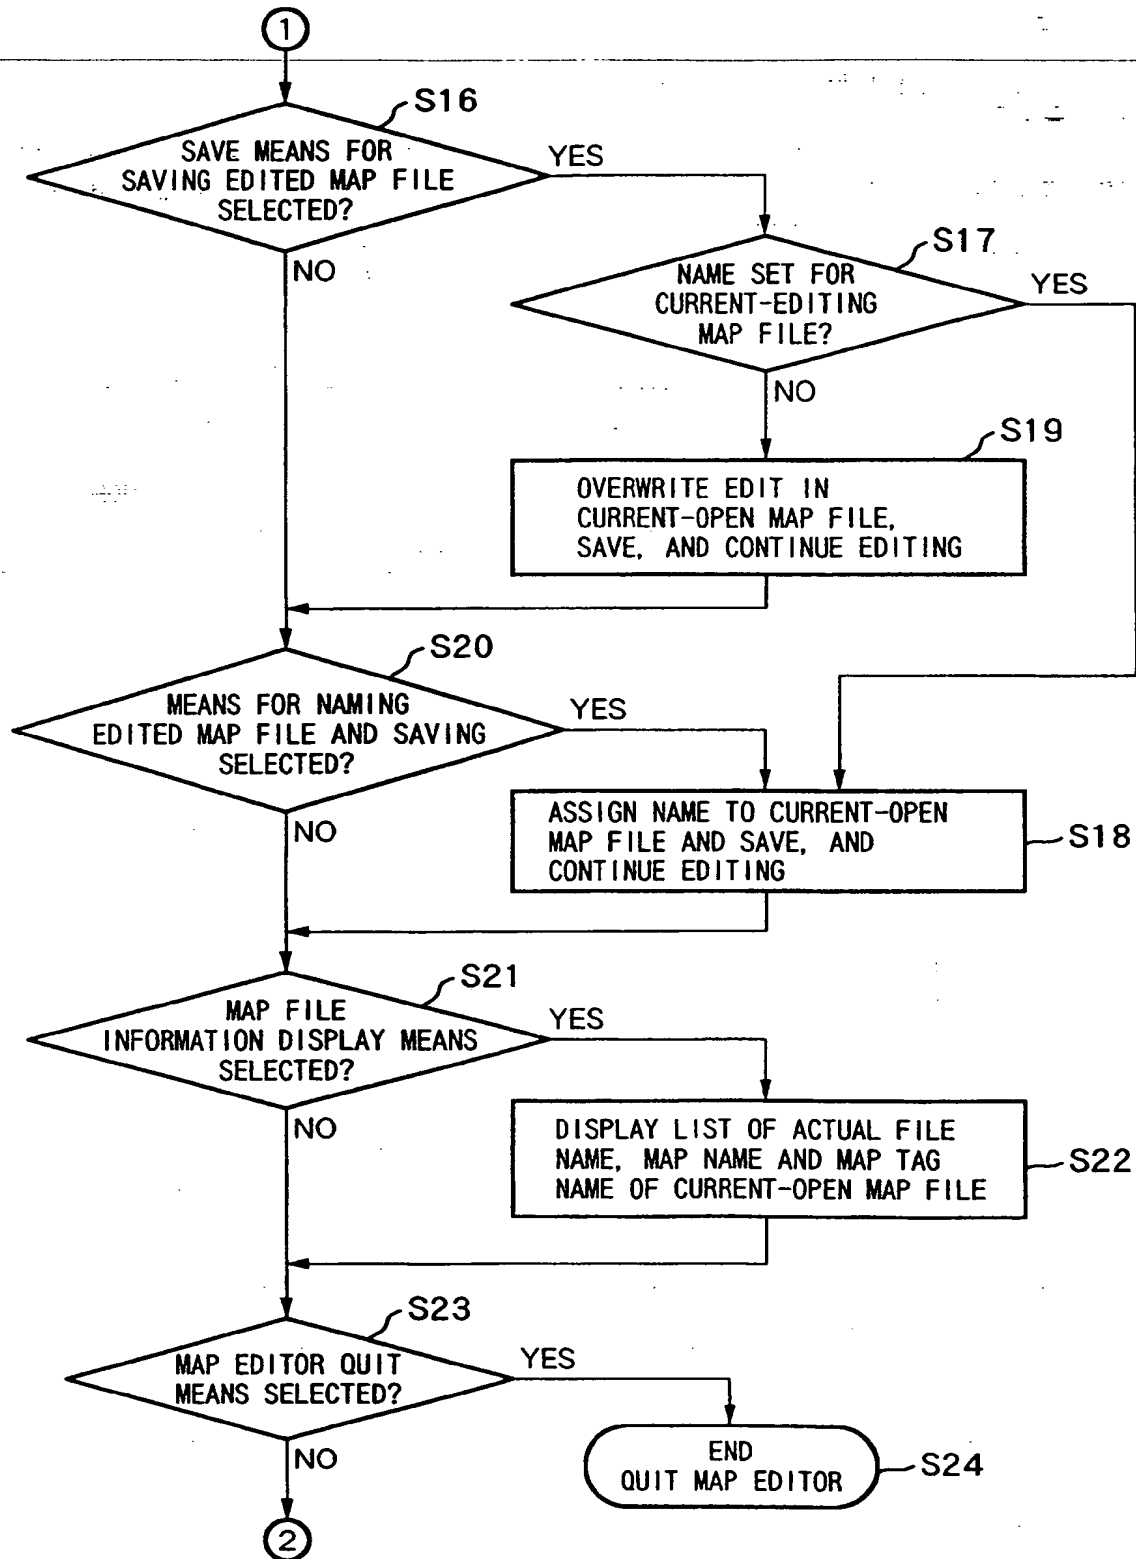 1
S16
SAVE MEANS FOR
SAVING EDITED MAP FILE
SELECTED?
YES
NO
S17
NAME SET FOR
CURRENT-EDITING
MAP FILE?
YES
NO
S19
OVERWRITE EDIT IN
CURRENT-OPEN MAP FILE,
SAVE, AND CONTINUE EDITING
S20
MEANS FOR NAMING
EDITED MAP FILE AND SAVING
SELECTED?
YES
NO
ASSIGN NAME TO CURRENT-OPEN
MAP FILE AND SAVE, AND
CONTINUE EDITING
S18
S21
MAP FILE
INFORMATION DISPLAY MEANS
SELECTED?
YES
NO
DISPLAY LIST OF ACTUAL FILE
NAME, MAP NAME AND MAP TAG
NAME OF CURRENT-OPEN MAP FILE
S22
S23
MAP EDITOR QUIT
MEANS SELECTED?
YES
NO
END
QUIT MAP EDITOR
S24
2